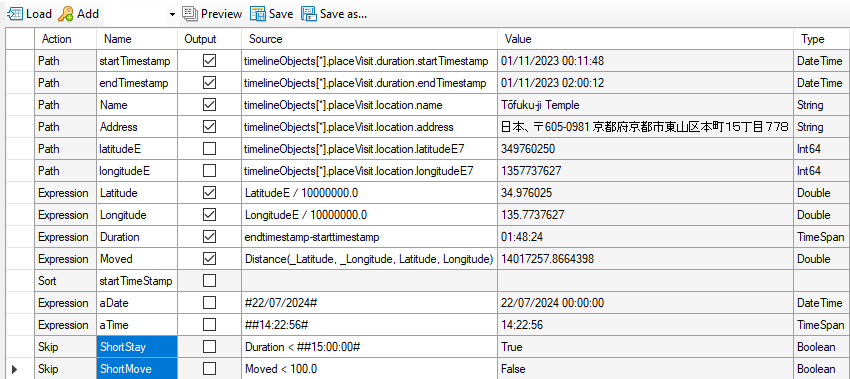 Load Add Preview Save Save as...
Action Name Output Source Value Type
Path startTimestamp timelineObjects[*].placeVisit.duration.startTimestamp 01/11/2023 00:11:48 DateTime
Path endTimestamp timelineObjects[*].placeVisit.duration.endTimestamp 01/11/2023 02:00:12 DateTime
Path Name timelineObjects[*].placeVisit.location.name Tōfuku-ji Temple String
Path Address timelineObjects[*].placeVisit.location.address 日本、〒605-0981 京都府京都市東山区本町15丁目778 String
Path latitudeE timelineObjects[*].placeVisit.location.latitudeE7 349760250 Int64
Path longitudeE timelineObjects[*].placeVisit.location.longitudeE7 1357737627 Int64
Expression Latitude LatitudeE / 10000000.0 34.976025 Double
Expression Longitude LongitudeE / 10000000.0 135.7737627 Double
Expression Duration endtimestamp-starttimestamp 01:48:24 TimeSpan
Expression Moved Distance(_Latitude, _Longitude, Latitude, Longitude) 14017257.8664398 Double
Sort startTimeStamp
Expression aDate #22/07/2024# 22/07/2024 00:00:00 DateTime
Expression aTime ##14:22:56# 14:22:56 TimeSpan
Skip ShortStay Duration < ##15:00:00# True Boolean
Skip ShortMove Moved < 100.0 False Boolean